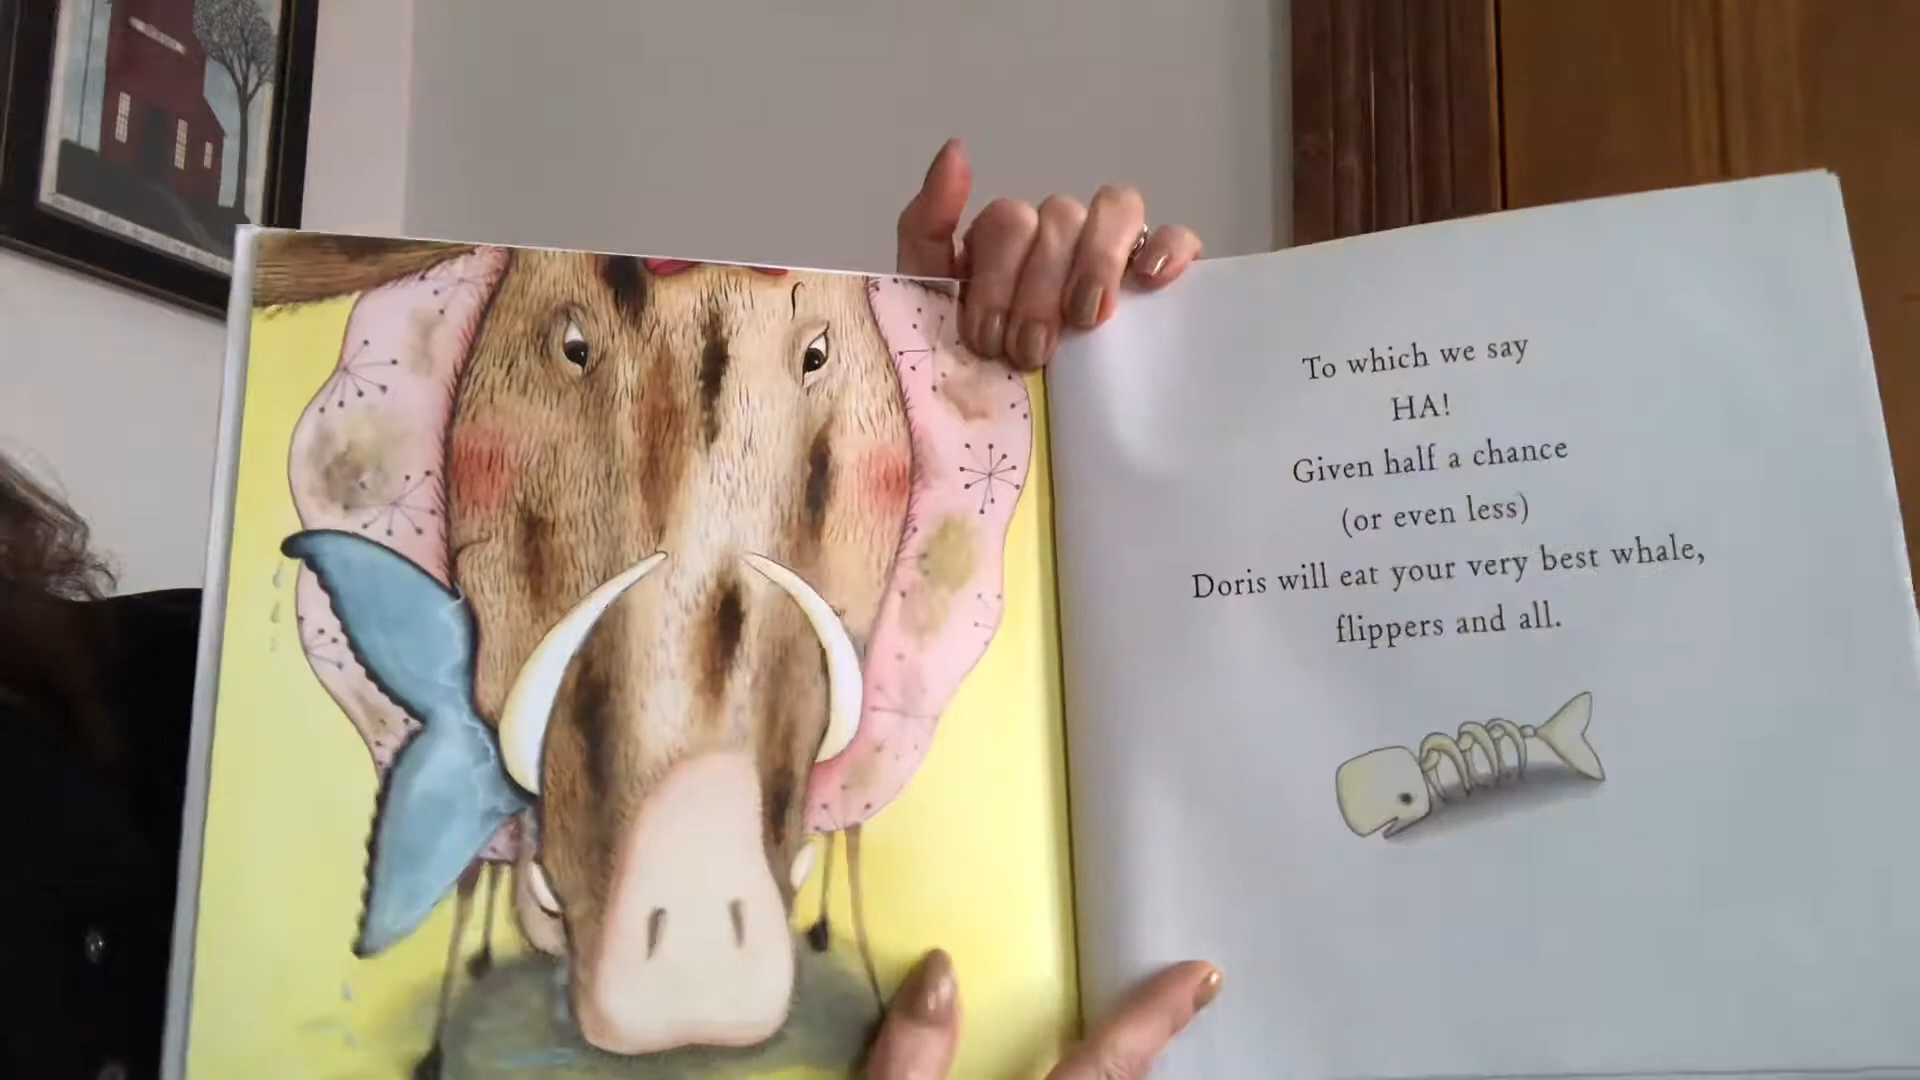 To which we say
HA!
Given half a chance
(or even less)
Doris will eat your very best whale,
flippers and all.